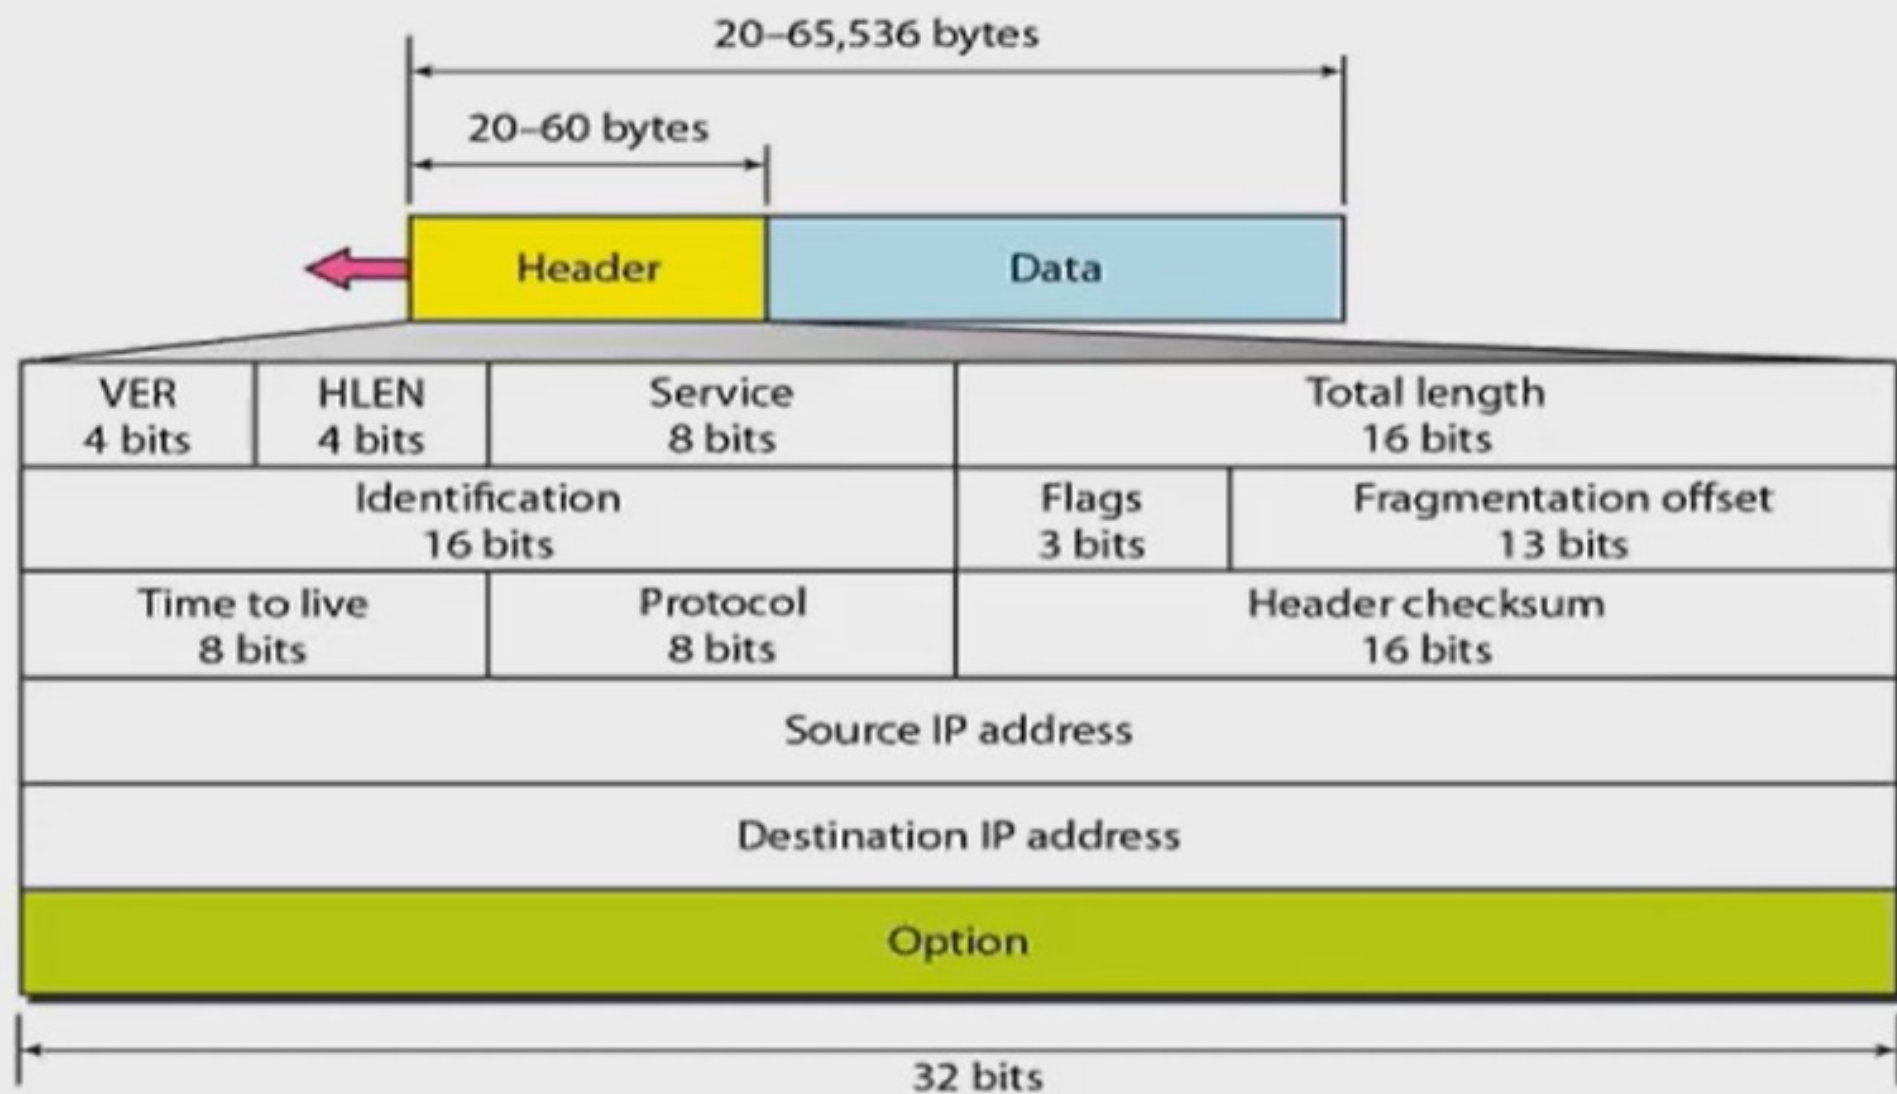 20–65,536 bytes
20–60 bytes
Header
Data
VER
4 bits
HLEN
4 bits
Service
8 bits
Total length
16 bits
Identification
16 bits
Flags
3 bits
Fragmentation offset
13 bits
Time to live
8 bits
Protocol
8 bits
Header checksum
16 bits
Source IP address
Destination IP address
Option
32 bits